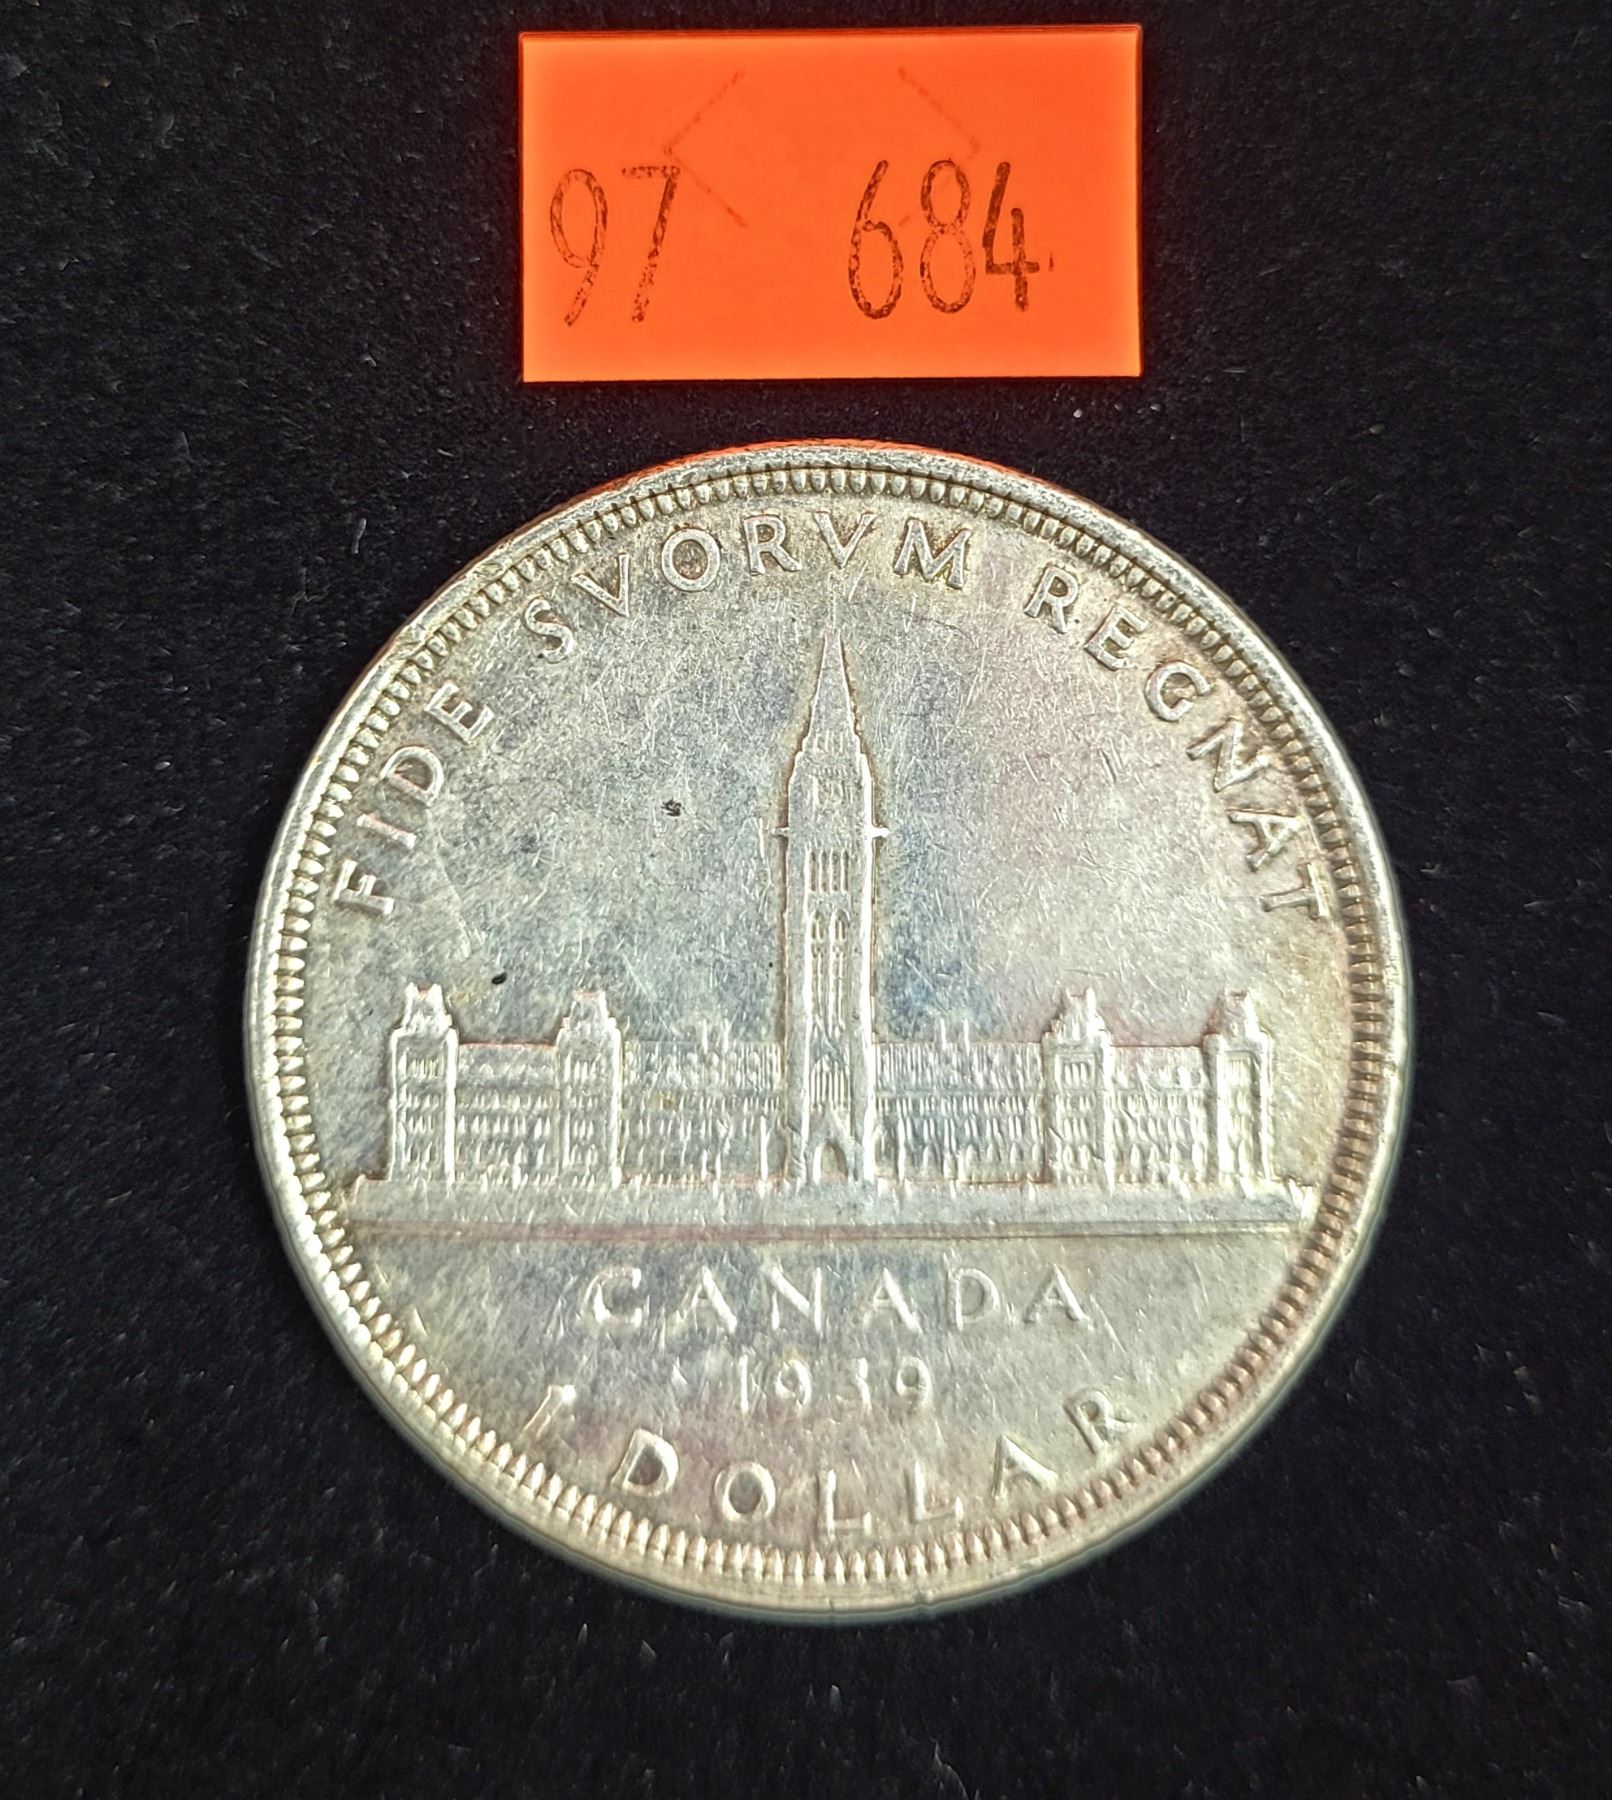 97 684
FIDE SVORVM REGNAT
CANADA
1939
1 DOLLAR